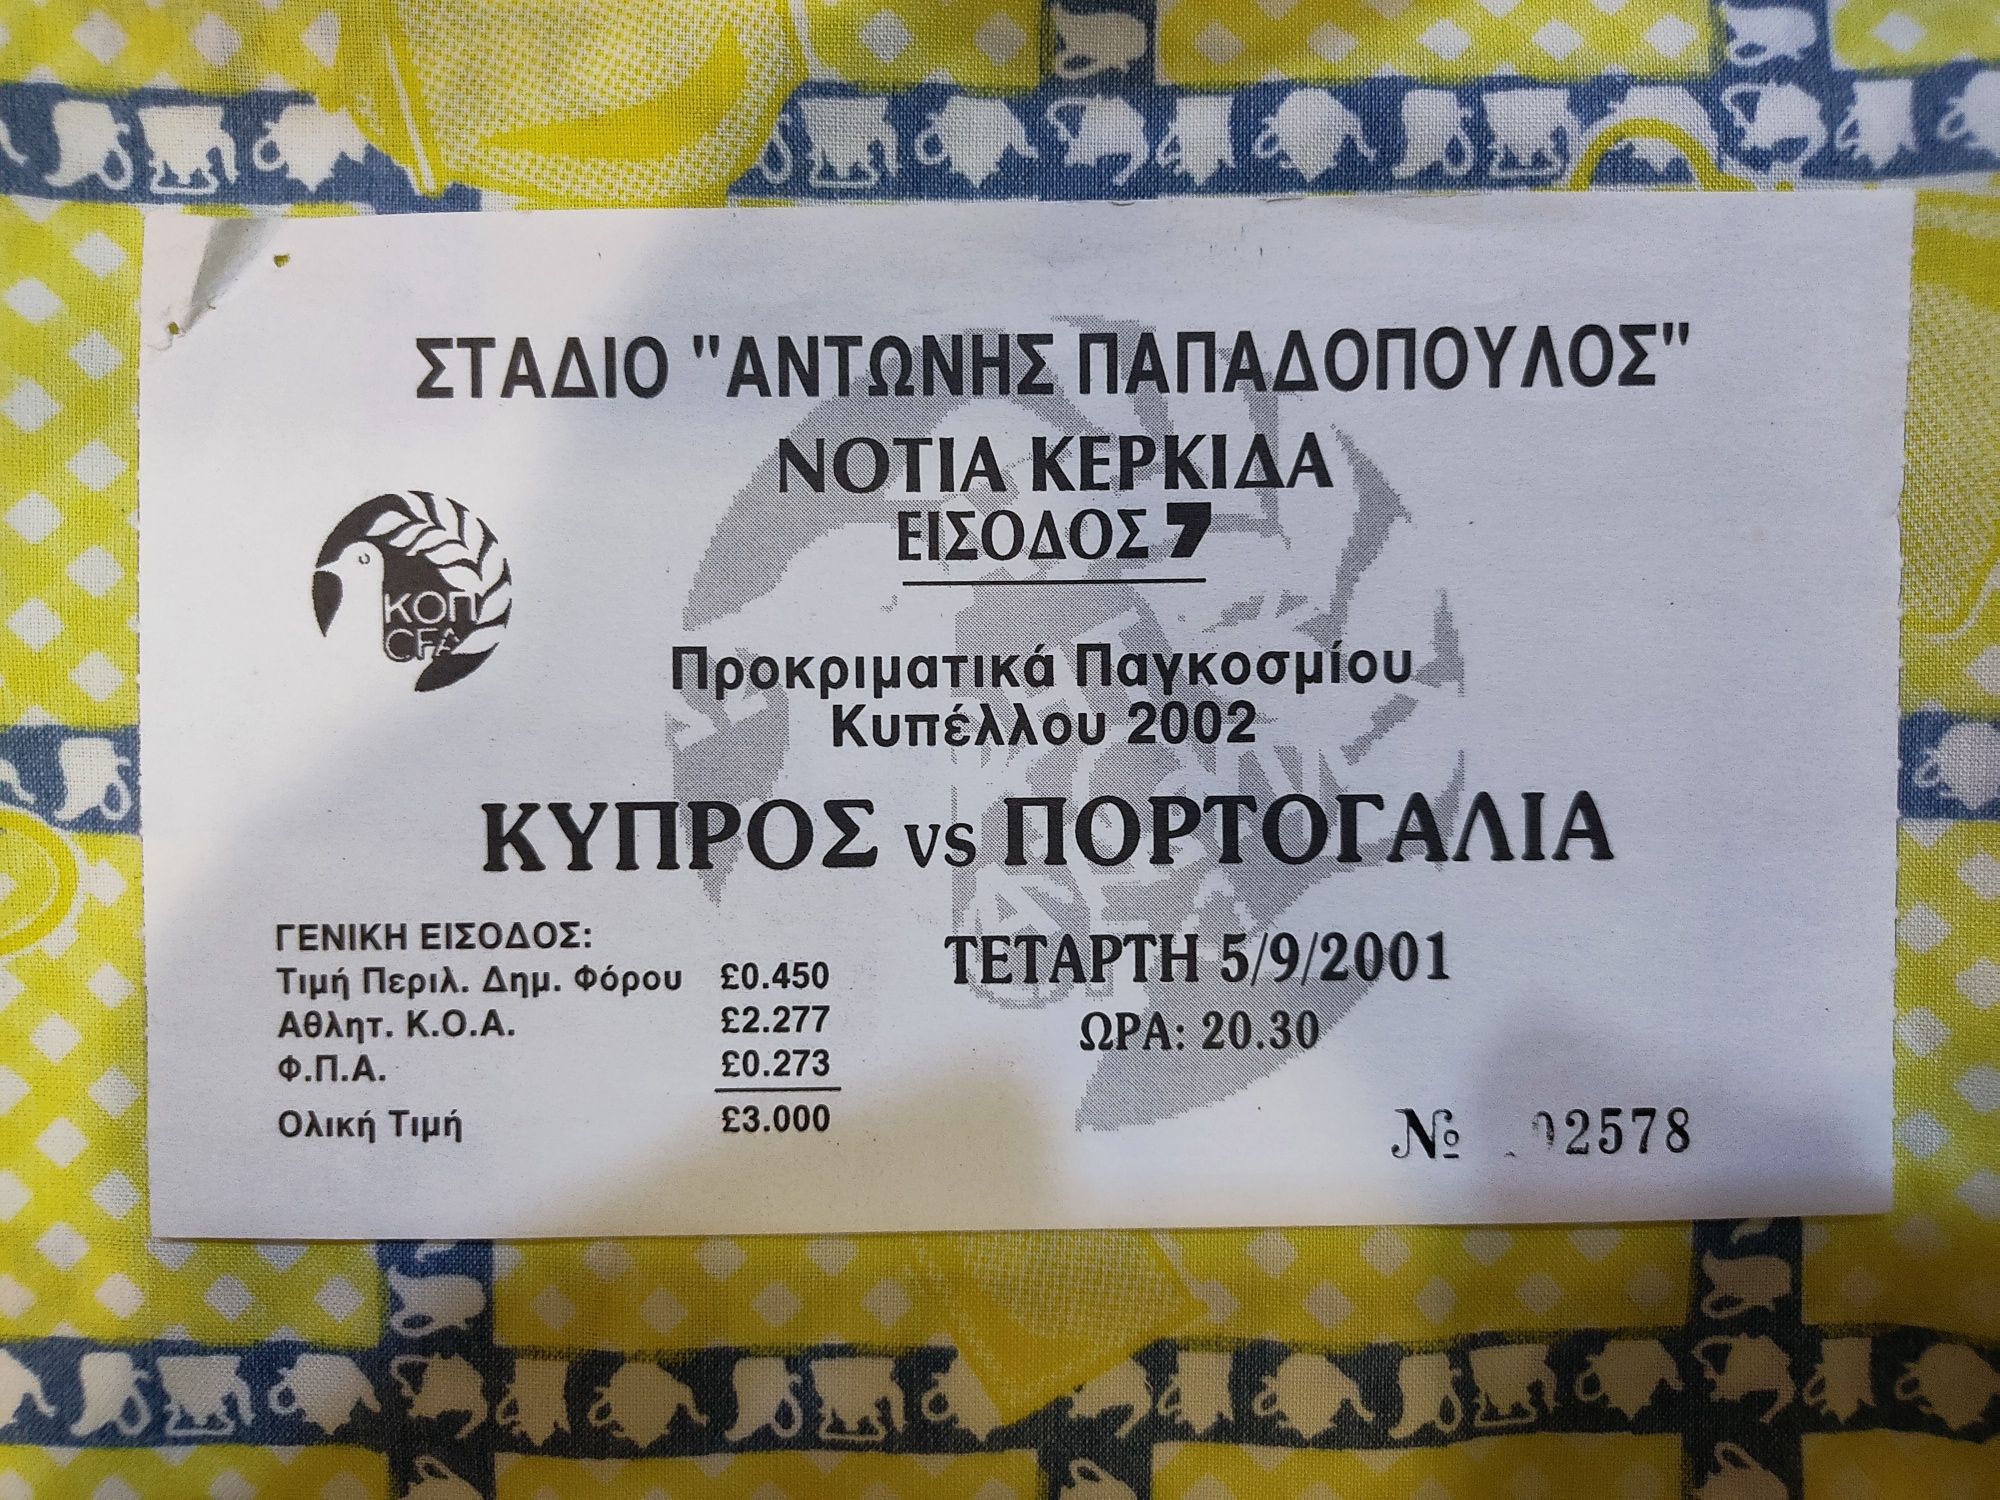 ΣΤΑΔΙΟ "ΑΝΤΩΝΗΣ ΠΑΠΑΔΟΠΟΥΛΟΣ"
ΝΟΤΙΑ ΚΕΡΚΙΔΑ
ΕΙΣΟΔΟΣ 7
ΚΟΠ
CFA
Προκριματικά Παγκοσμίου
Κυπέλλου 2002
ΚΥΠΡΟΣ vs ΠΟΡΤΟΓΑΛΙΑ
ΓΕΝΙΚΗ ΕΙΣΟΔΟΣ:
Τιμή Περιλ. Δημ. Φόρου £0.450
Αθλητ. Κ.Ο.Α. £2.277
Φ.Π.Α. £0.273
Ολική Τιμή £3.000
ΤΕΤΑΡΤΗ 5/9/2001
ΩΡΑ: 20.30
№ 02578